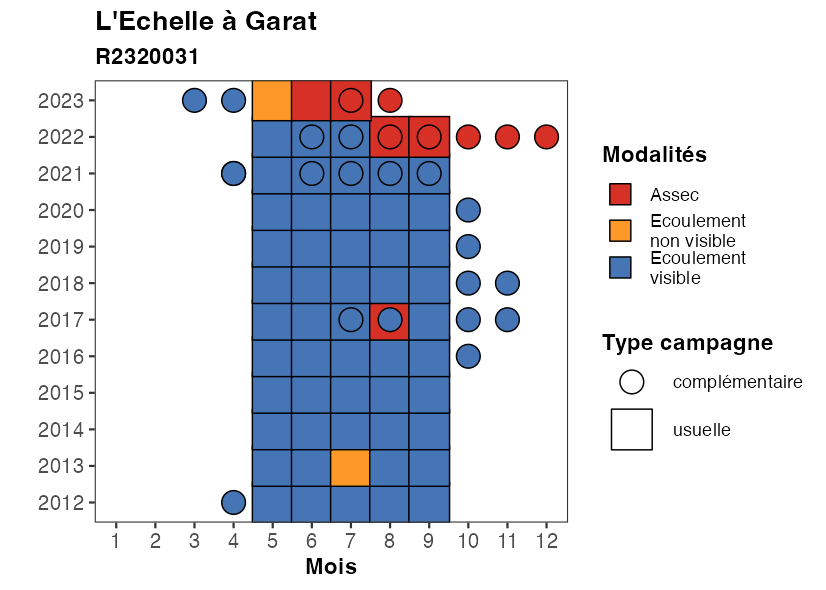 L'Echelle à Garat
R2320031
2023
2022
2021
2020
2019
2018
2017
2016
2015
2014
2013
2012
1 2 3 4 5 6 7 8 9 10 11 12
Mois
Modalités
Assec
Ecoulement
non visible
Ecoulement
visible
Type campagne
complémentaire
usuelle